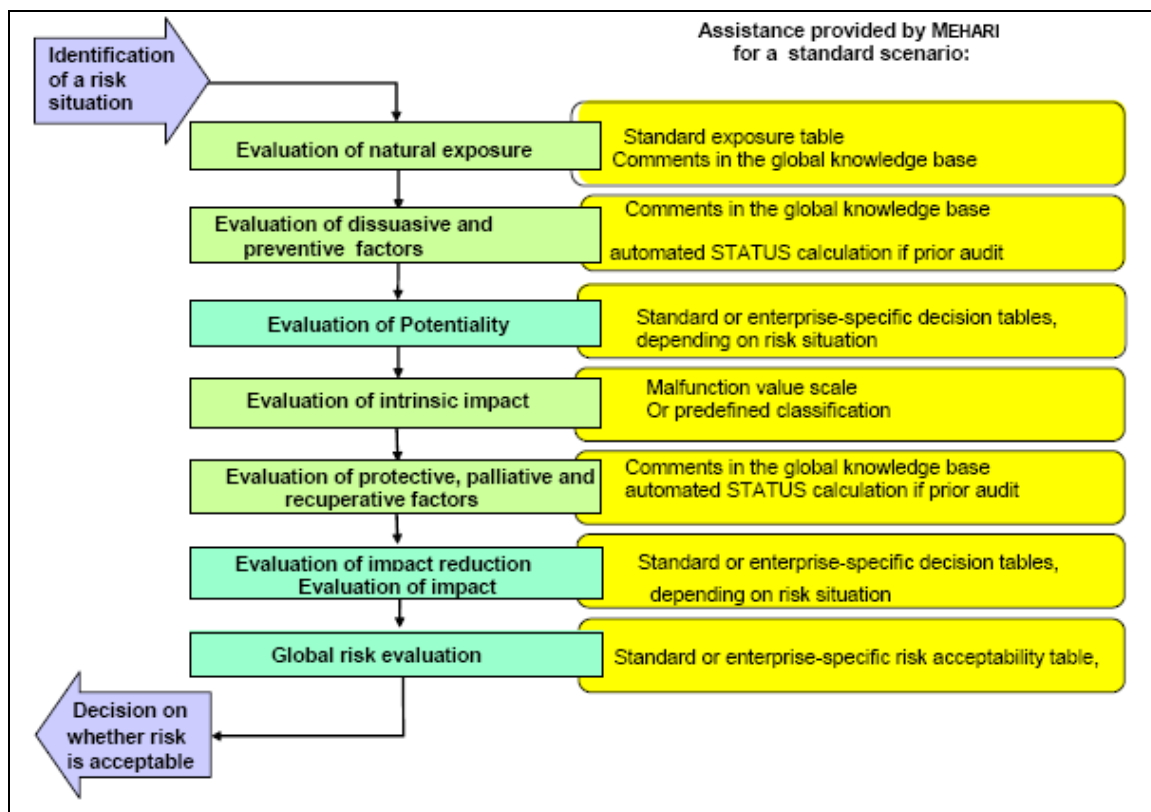 Assistance provided by MEHARI
for a standard scenario:
Identification
of a risk
situation
Evaluation of natural exposure
Standard exposure table
Comments in the global knowledge base
Evaluation of dissuasive and
preventive factors
Comments in the global knowledge base
automated STATUS calculation if prior audit
Evaluation of Potentiality
Standard or enterprise-specific decision tables,
depending on risk situation
Evaluation of intrinsic impact
Malfunction value scale
Or predefined classification
Evaluation of protective, palliative and
recuperative factors
Comments in the global knowledge base
automated STATUS calculation if prior audit
Evaluation of impact reduction
Evaluation of impact
Standard or enterprise-specific decision tables,
depending on risk situation
Global risk evaluation
Standard or enterprise-specific risk acceptability table,
Decision on
whether risk
is acceptable